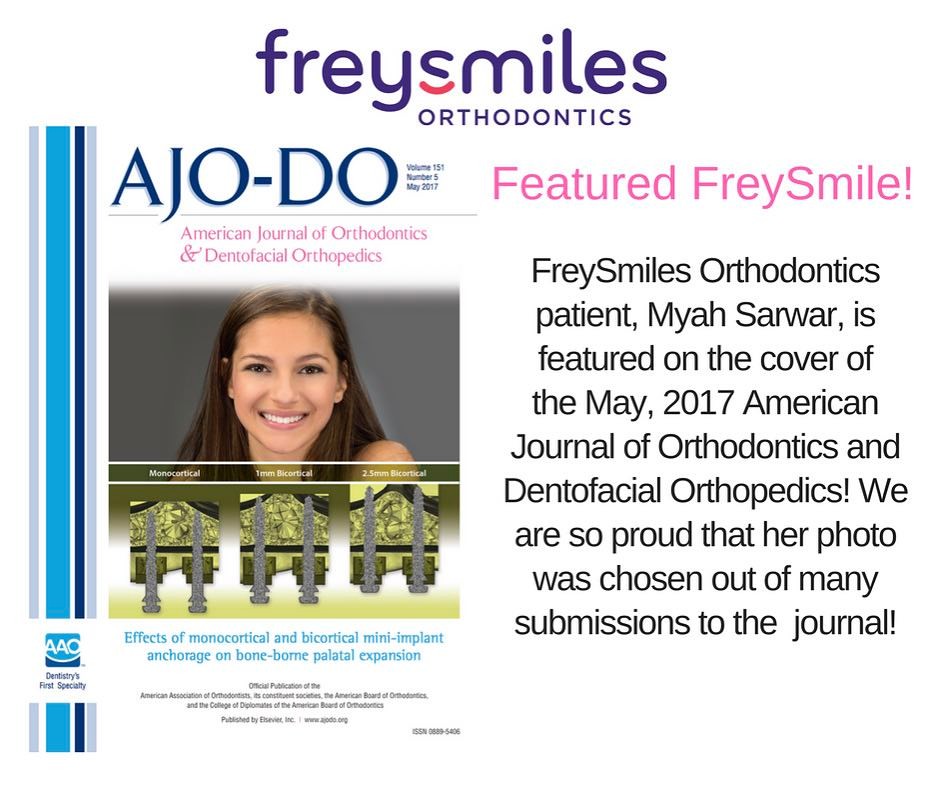 freysmiles
ORTHODONTICS
AJO-DO
Volume 151
Number 5
May 2017
American Journal of Orthodontics
& Dentofacial Orthopedics
Monocortical 1mm Bicortical 2.5mm Bicortical
Effects of monocortical and bicortical mini-implant
anchorage on bone-borne palatal expansion
AAO
Dentistry's
First Specialty
Official Publication of the
American Association of Orthodontists, its constituent societies, the American Board of Orthodontics,
and the College of Diplomates of the American Board of Orthodontics
Published by Elsevier, Inc. | www.ajodo.org
ISSN 0889-5406
Featured FreySmile!
FreySmiles Orthodontics
patient, Myah Sarwar, is
featured on the cover of
the May, 2017 American
Journal of Orthodontics and
Dentofacial Orthopedics! We
are so proud that her photo
was chosen out of many
submissions to the journal!